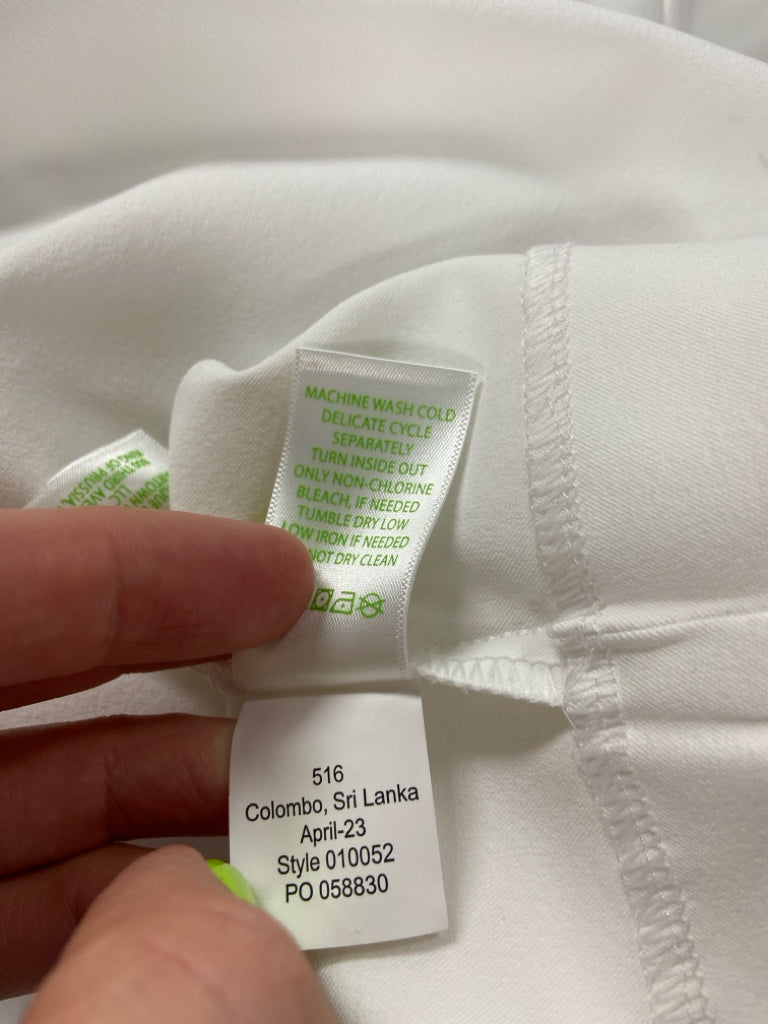 MACHINE WASH COLD
DELICATE CYCLE
SEPARATELY
TURN INSIDE OUT
ONLY NON-CHLORINE
BLEACH, IF NEEDED
TUMBLE DRY LOW
LOW IRON IF NEEDED
NOT DRY CLEAN
516
Colombo, Sri Lanka
April-23
Style 010052
PO 058830